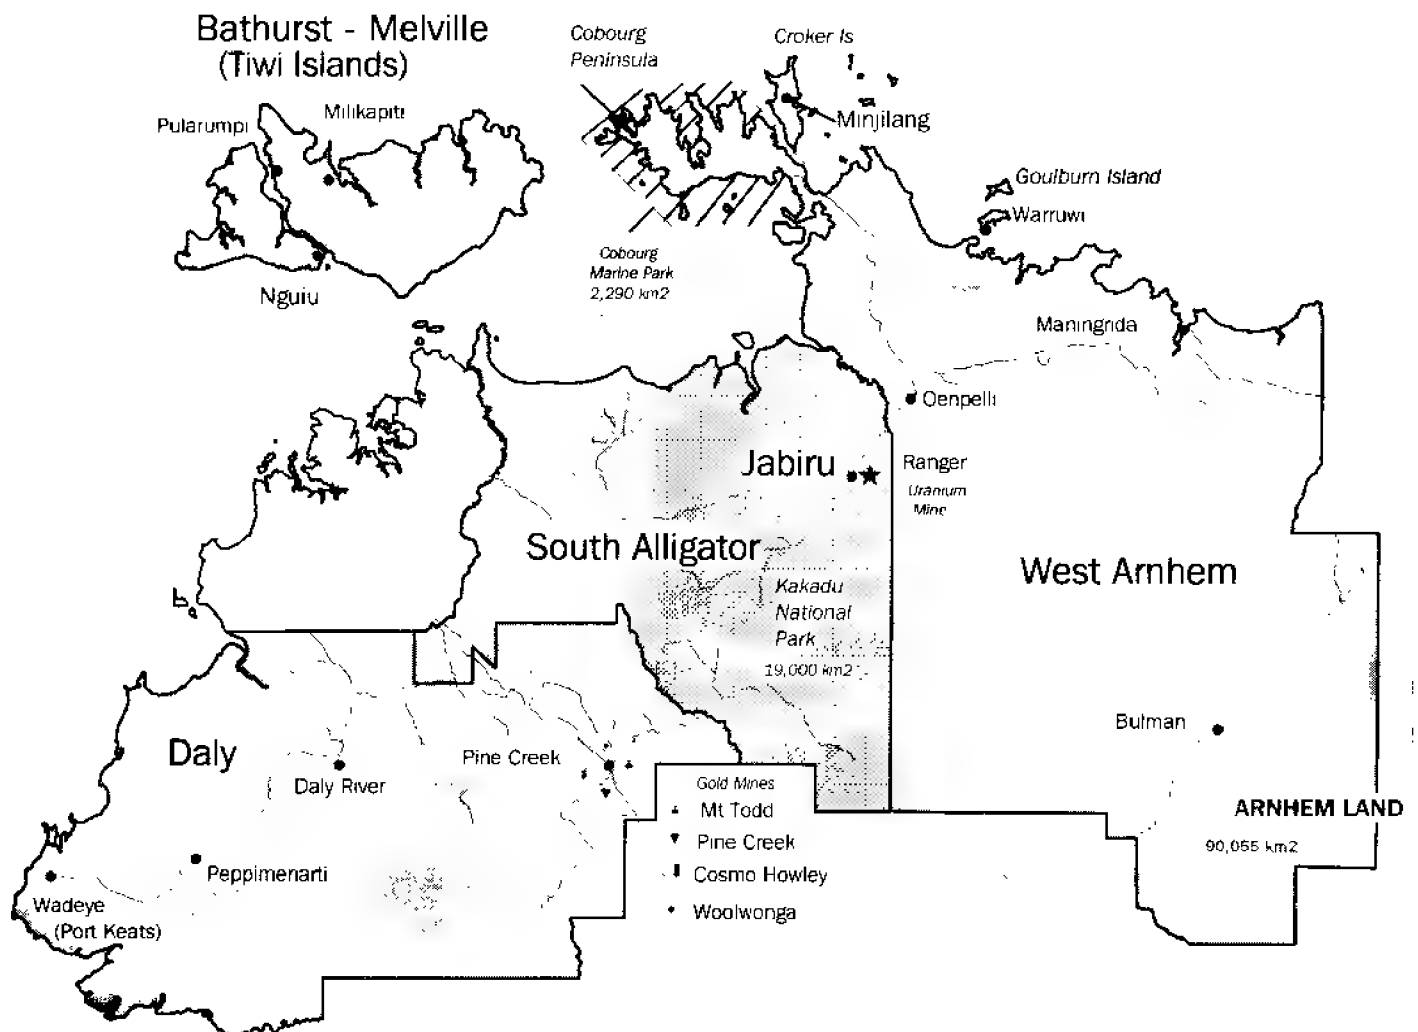 Bathurst - Melville
(Tiwi Islands)
Cobourg
Peninsula
Croker Is
Pularumpi
Milikapiti
Minjilang
Goulburn Island
Warruwi
Nguiu
Cobourg
Marine Park
2,290 km2
Maningrida
Oenpelli
Jabiru
Ranger
Uranium
Mine
South Alligator
West Arnhem
Kakadu
National
Park
19,000 km2
Daly
Pine Creek
Daly River
Bulman
Gold Mines
Mt Todd
Pine Creek
Cosmo Howley
Woolwonga
ARNHEM LAND
90,055 km2
Peppimenarti
Wadeye
(Port Keats)